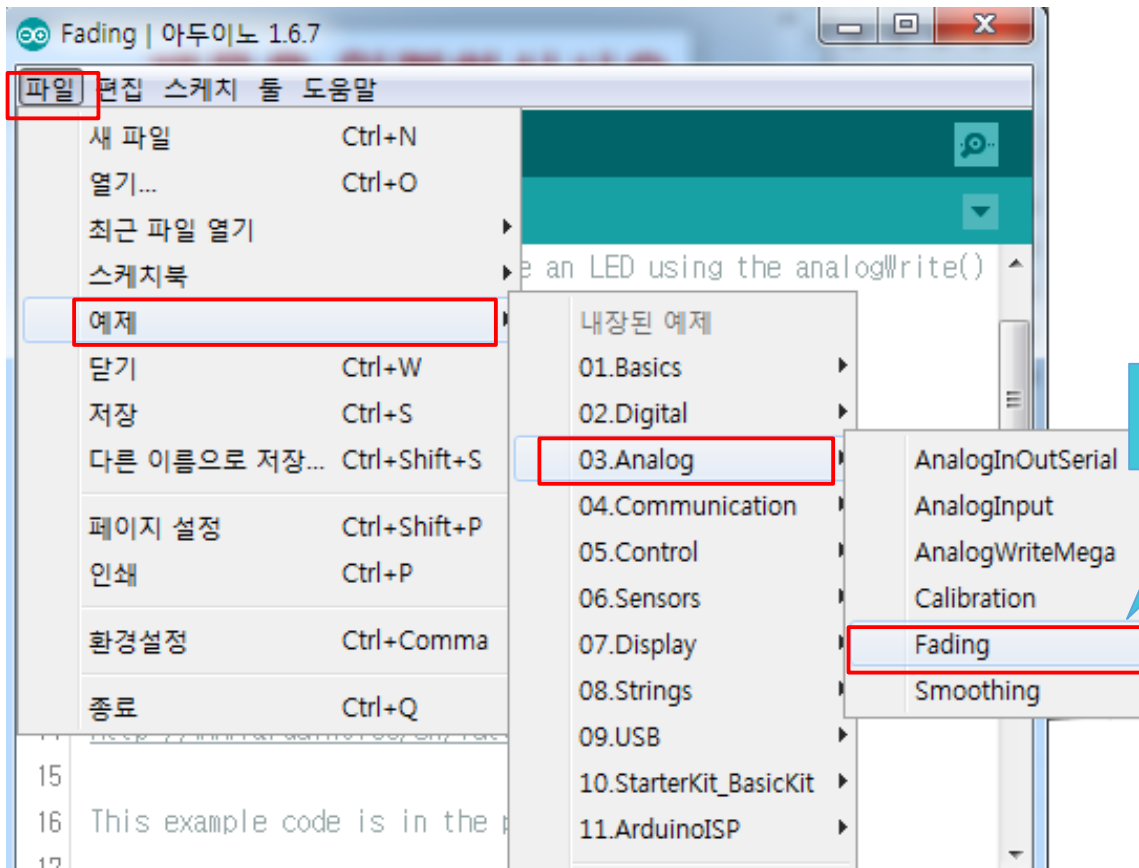 Fading | 아두이노 1.6.7
파일 편집 스케치 툴 도움말
새 파일 Ctrl+N
열기... Ctrl+O
최근 파일 열기
스케치북
예제
닫기 Ctrl+W
저장 Ctrl+S
다른 이름으로 저장... Ctrl+Shift+S
페이지 설정 Ctrl+Shift+P
인쇄 Ctrl+P
환경설정 Ctrl+Comma
종료 Ctrl+Q
내장된 예제
01.Basics
02.Digital
03.Analog
04.Communication
05.Control
06.Sensors
07.Display
08.Strings
09.USB
10.StarterKit_BasicKit
11.ArduinoISP
AnalogInOutSerial
AnalogInput
AnalogWriteMega
Calibration
Fading
Smoothing
an LED using the analogWrite()
15
16 This example code is in the
17